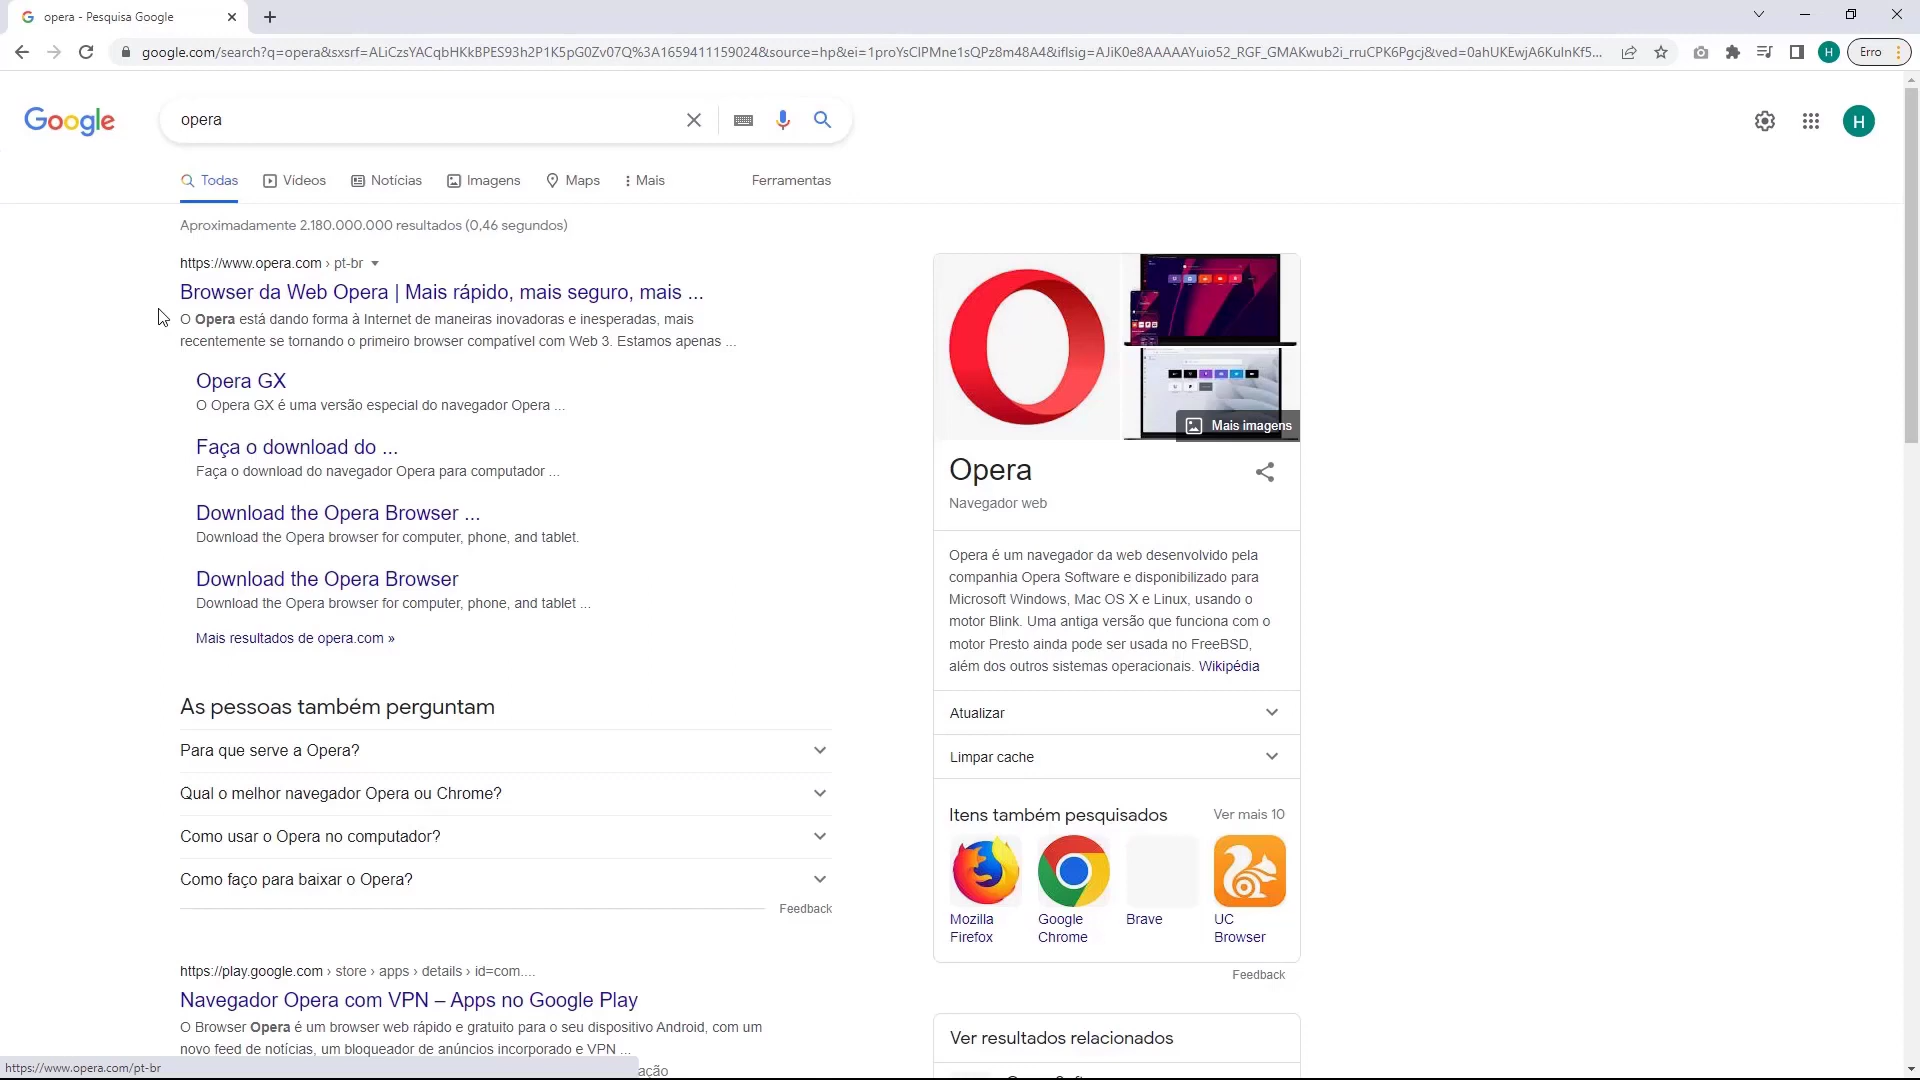 opera - Pesquisa Google
google.com/search?q=opera&sxsrf=ALiCzsYACqbHKkBPES93h2P1K5pG0Zv07Q%3A1659411159024&source=hp&ei=1proYsClPMne1sQPz8m48A4&iflsig=AJiK0e8AAAAAYuio52_RGF_GMAKwub2i_rruCPK6Pgcj&ved=0ahUKEwjA6KulnKf5...
H
Erro
Google
opera
H
Todas
Vídeos
Notícias
Imagens
Maps
Mais
Ferramentas
Aproximadamente 2.180.000.000 resultados (0,46 segundos)
https://www.opera.com › pt-br
Browser da Web Opera | Mais rápido, mais seguro, mais ...
O Opera está dando forma à Internet de maneiras inovadoras e inesperadas, mais
recentemente se tornando o primeiro browser compatível com Web 3. Estamos apenas ...
Opera GX
O Opera GX é uma versão especial do navegador Opera ...
Faça o download do ...
Faça o download do navegador Opera para computador ...
Download the Opera Browser ...
Download the Opera browser for computer, phone, and tablet.
Download the Opera Browser
Download the Opera browser for computer, phone, and tablet ...
Mais resultados de opera.com »
As pessoas também perguntam
Para que serve a Opera?
Qual o melhor navegador Opera ou Chrome?
Como usar o Opera no computador?
Como faço para baixar o Opera?
Feedback
https://play.google.com › store › apps › details › id=com....
Navegador Opera com VPN – Apps no Google Play
O Browser Opera é um browser web rápido e gratuito para o seu dispositivo Android, com um
novo feed de notícias, um bloqueador de anúncios incorporado e VPN ...
https://www.opera.com/pt-br
Mais imagens
Opera
Navegador web
Opera é um navegador da web desenvolvido pela
companhia Opera Software e disponibilizado para
Microsoft Windows, Mac OS X e Linux, usando o
motor Blink. Uma antiga versão que funciona com o
motor Presto ainda pode ser usada no FreeBSD,
além dos outros sistemas operacionais. Wikipédia
Atualizar
Limpar cache
Itens também pesquisados
Ver mais 10
Mozilla
Firefox
Google
Chrome
Brave
UC
Browser
Feedback
Ver resultados relacionados